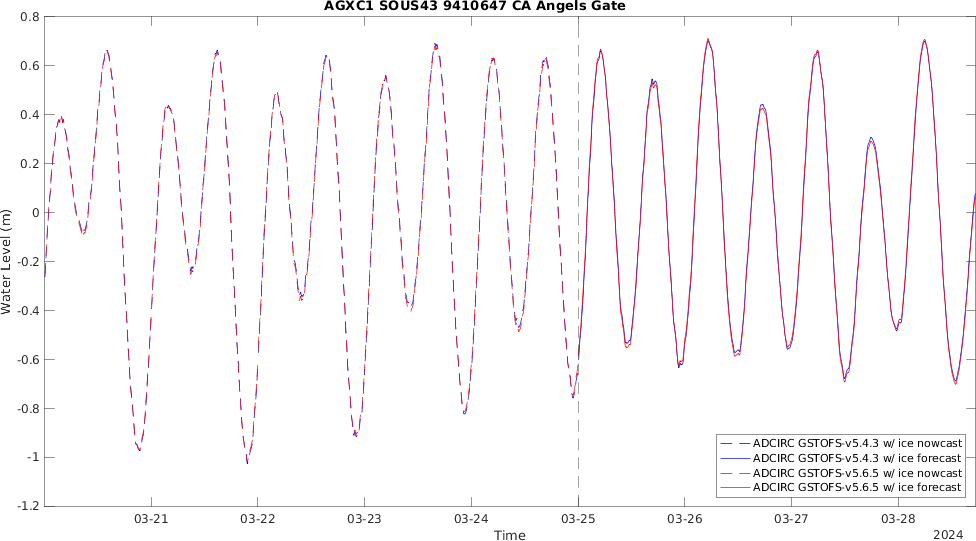 AGXC1 SOUS43 9410647 CA Angels Gate
0.8
0.6
0.4
0.2
0
-0.2
-0.4
-0.6
-0.8
-1
-1.2
Water Level (m)
ADCIRC GSTOFS-v5.4.3 w/ ice nowcast
ADCIRC GSTOFS-v5.4.3 w/ ice forecast
ADCIRC GSTOFS-v5.6.5 w/ ice nowcast
ADCIRC GSTOFS-v5.6.5 w/ ice forecast
03-21 03-22 03-23 03-24 03-25 03-26 03-27 03-28
Time
2024